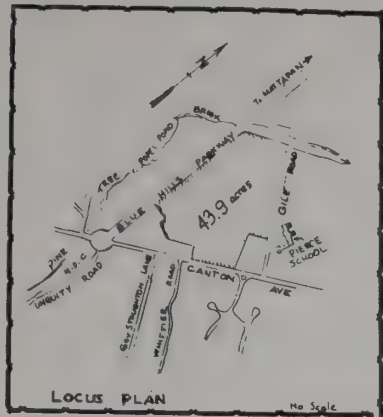 N
TO MATTAPAN
PINE TREE BROOK
POND
BROOK
BLUE HILLS PARKWAY
43.9 ACRES
GILE ROAD
PIERCE SCHOOL
M.D.C.
UNQUITY ROAD
GOV STOUGHTON LANE
WHITTIER ROAD
CANTON AVE
LOCUS PLAN
No Scale